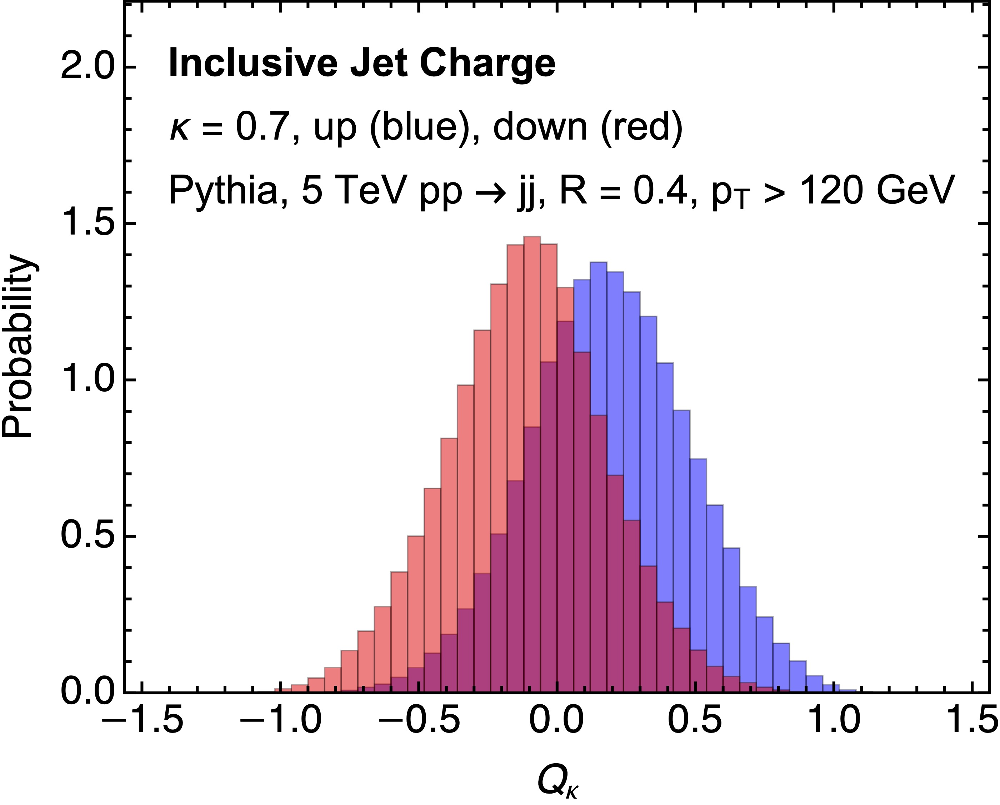 Inclusive Jet Charge
κ = 0.7, up (blue), down (red)
Pythia, 5 TeV pp → jj, R = 0.4, pT > 120 GeV
Probability
2.0
1.5
1.0
0.5
0.0
−1.5 −1.0 −0.5 0.0 0.5 1.0 1.5
Qκ